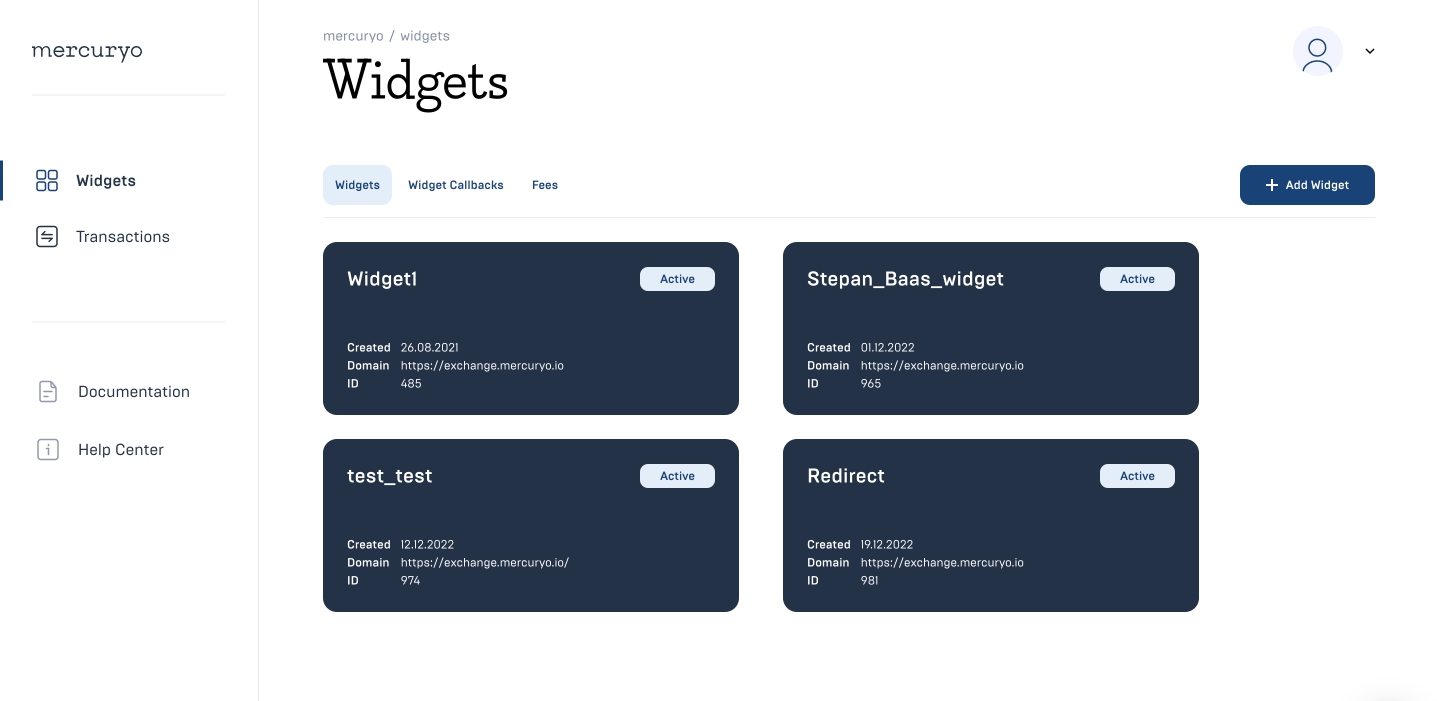 mercuryo
Widgets
Transactions
Documentation
Help Center
mercuryo / widgets
Widgets
Widgets Widget Callbacks Fees
Add Widget
Widget1 Active
Created 26.08.2021
Domain https://exchange.mercuryo.io
ID 485
Stepan_Baas_widget Active
Created 01.12.2022
Domain https://exchange.mercuryo.io
ID 965
test_test Active
Created 12.12.2022
Domain https://exchange.mercuryo.io/
ID 974
Redirect Active
Created 19.12.2022
Domain https://exchange.mercuryo.io
ID 981